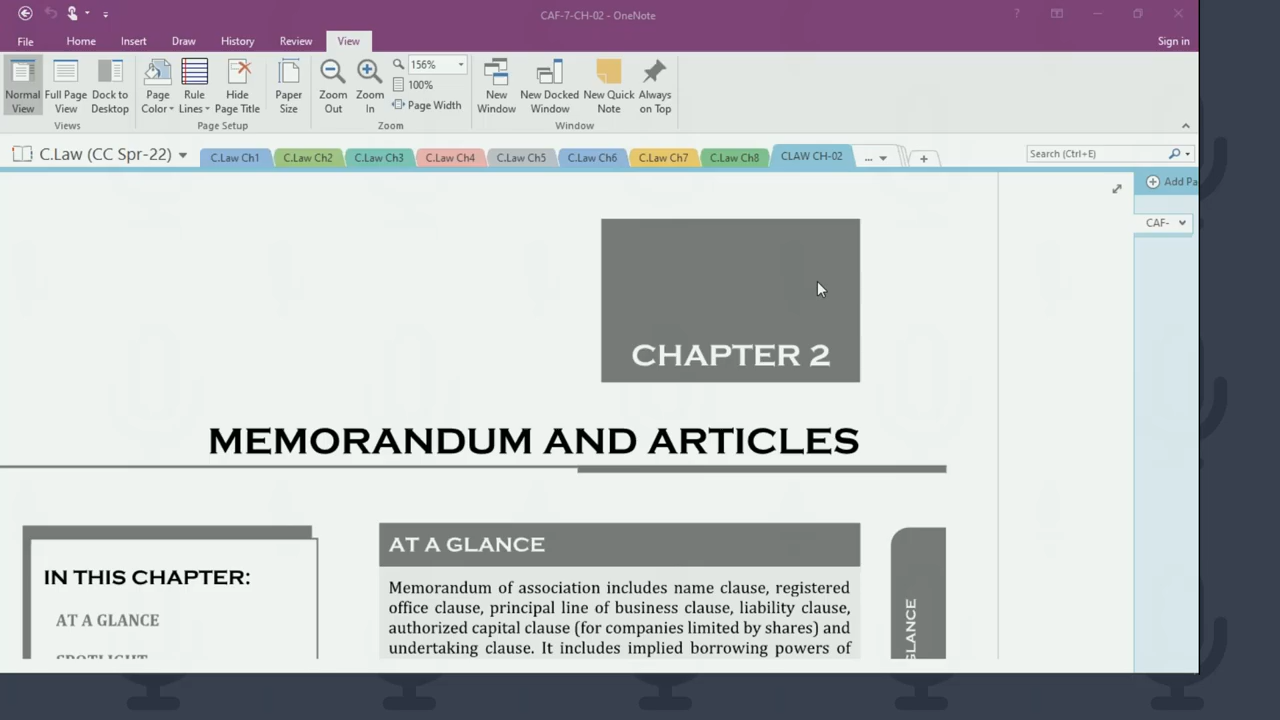 CAF-7-CH-02 - OneNote
?
File Home Insert Draw History Review View Sign in
Normal View
Full Page View
Dock to Desktop
Views
Page Color
Rule Lines
Hide Page Title
Paper Size
Page Setup
Zoom Out
Zoom In
156%
100%
Page Width
Zoom
New Window
New Docked Window
New Quick Note
Always on Top
Window
C.Law (CC Spr-22)
C.Law Ch1 C.Law Ch2 C.Law Ch3 C.Law Ch4 C.Law Ch5 C.Law Ch6 C.Law Ch7 C.Law Ch8 CLAW CH-02 ...
Search (Ctrl+E)
Add Pa
CAF-
CHAPTER 2
MEMORANDUM AND ARTICLES
IN THIS CHAPTER:
AT A GLANCE
SPOTLIGHT
AT A GLANCE
Memorandum of association includes name clause, registered
office clause, principal line of business clause, liability clause,
authorized capital clause (for companies limited by shares) and
undertaking clause. It includes implied borrowing powers of
GLANCE